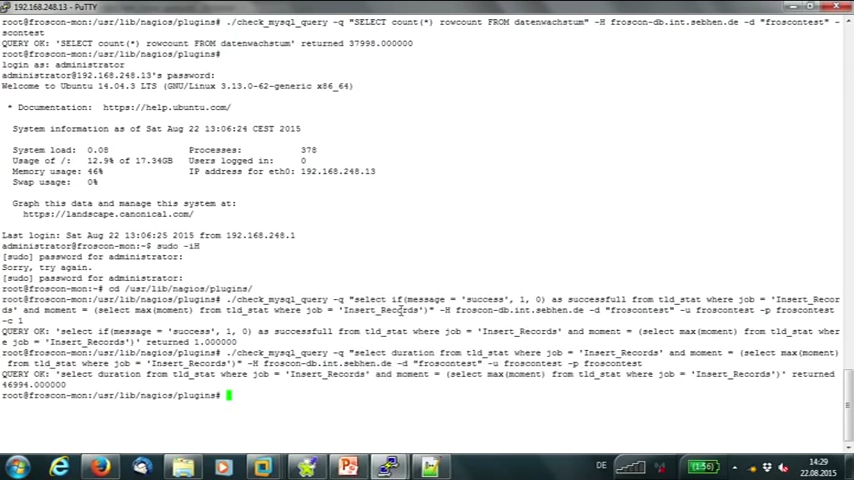 192.168.248.13 - PuTTY
root@froscon-mon:/usr/lib/nagios/plugins# ./check_mysql_query -q "SELECT count(*) rowcount FROM datenwachstum" -H froscon-db.int.sebhen.de -d "froscontest" -
scontest
QUERY OK: 'SELECT count(*) rowcount FROM datenwachstum' returned 37998.000000
root@froscon-mon:/usr/lib/nagios/plugins#
login as: administrator
administrator@192.168.248.13's password:
Welcome to Ubuntu 14.04.3 LTS (GNU/Linux 3.13.0-62-generic x86_64)
* Documentation:  https://help.ubuntu.com/
System information as of Sat Aug 22 13:06:24 CEST 2015
System load:  0.08               Processes:           378
Usage of /:   12.9% of 17.34GB   Users logged in:     0
Memory usage: 46%                IP address for eth0: 192.168.248.13
Swap usage:   0%
Graph this data and manage this system at:
https://landscape.canonical.com/
Last login: Sat Aug 22 13:06:25 2015 from 192.168.248.1
administrator@froscon-mon:~$ sudo -iH
[sudo] password for administrator:
Sorry, try again.
[sudo] password for administrator:
root@froscon-mon:~# cd /usr/lib/nagios/plugins/
root@froscon-mon:/usr/lib/nagios/plugins# ./check_mysql_query -q "select if(message = 'success', 1, 0) as successfull from tld_stat where job = 'Insert_Recor
ds' and moment = (select max(moment) from tld_stat where job = 'Insert_Records')" -H froscon-db.int.sebhen.de -d "froscontest" -u froscontest -p froscontest
-c 1
QUERY OK: 'select if(message = 'success', 1, 0) as successfull from tld_stat where job = 'Insert_Records' and moment = (select max(moment) from tld_stat wher
e job = 'Insert_Records')' returned 1.000000
root@froscon-mon:/usr/lib/nagios/plugins# ./check_mysql_query -q "select duration from tld_stat where job = 'Insert_Records' and moment = (select max(moment)
from tld_stat where job = 'Insert_Records')" -H froscon-db.int.sebhen.de -d "froscontest" -u froscontest -p froscontest
QUERY OK: 'select duration from tld_stat where job = 'Insert_Records' and moment = (select max(moment) from tld_stat where job = 'Insert_Records')' returned
46994.000000
root@froscon-mon:/usr/lib/nagios/plugins#
DE
(1:56)
14:29
22.08.2015